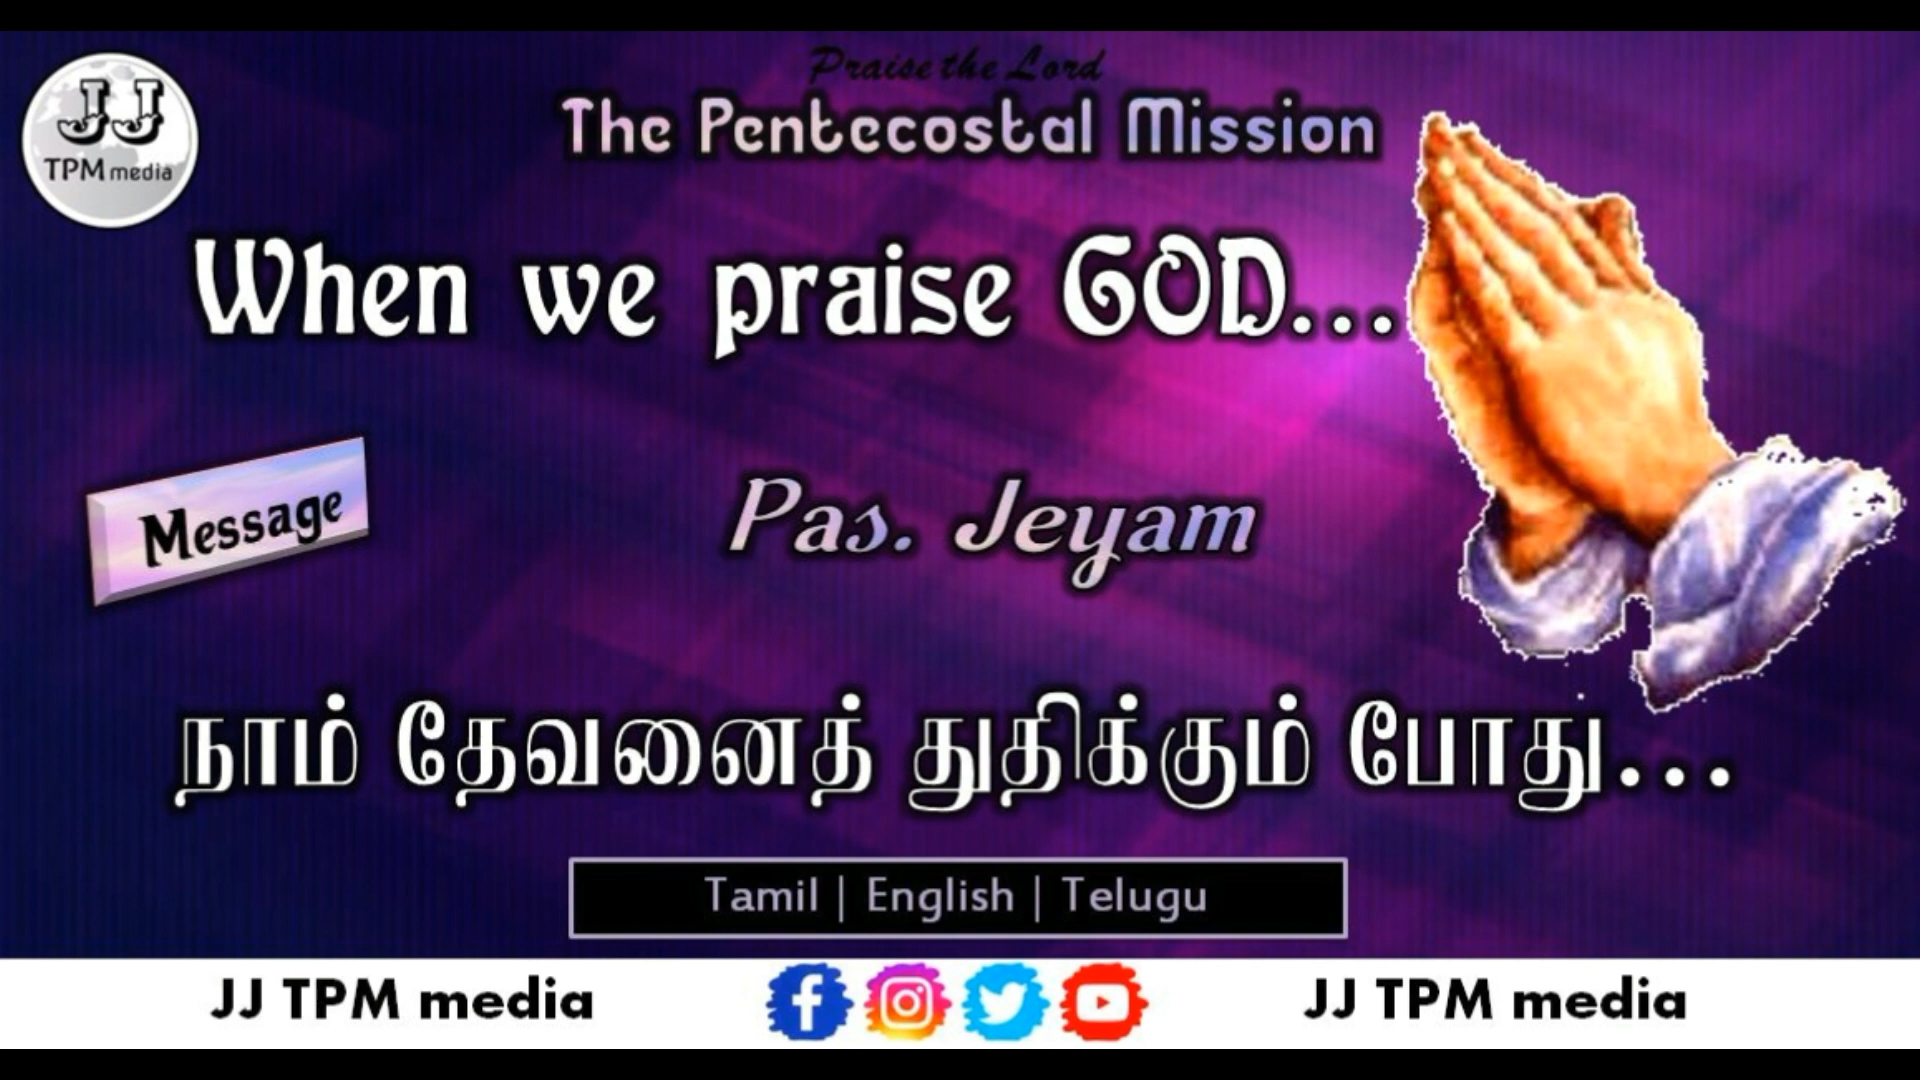 Praise the Lord
JJ
TPM media
The Pentecostal Mission
When we praise GOD...
Message
Pas. Jeyam
நாம் தேவனைத் துதிக்கும் போது...
Tamil | English | Telugu
JJ TPM media
JJ TPM media